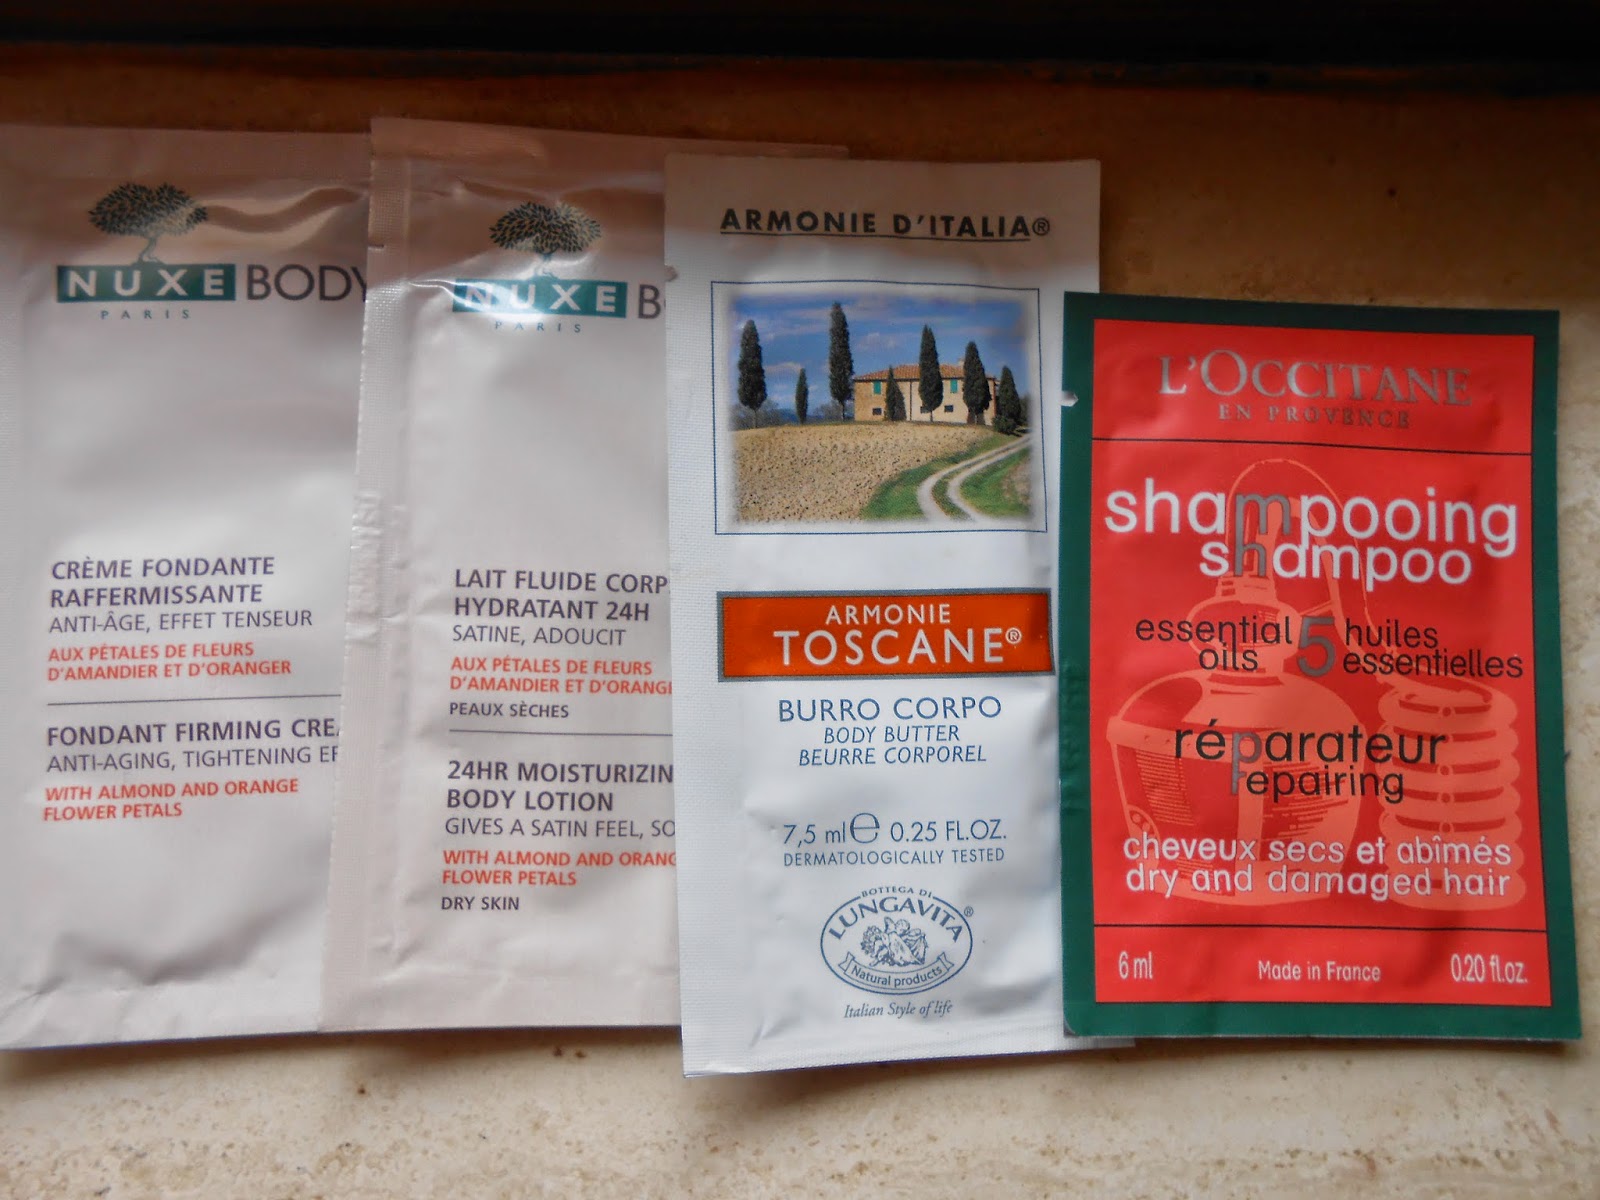 NUXE BODY
PARIS
CRÈME FONDANTE
RAFFERMISSANTE
ANTI-ÂGE, EFFET TENSEUR
AUX PÉTALES DE FLEURS
D'AMANDIER ET D'ORANGER
FONDANT FIRMING CRE
ANTI-AGING, TIGHTENING EF
WITH ALMOND AND ORANGE
FLOWER PETALS
NUXE B
PARIS
LAIT FLUIDE CORP
HYDRATANT 24H
SATINE, ADOUCIT
AUX PÉTALES DE FLEURS
D'AMANDIER ET D'ORANG
PEAUX SÈCHES
24HR MOISTURIZIN
BODY LOTION
GIVES A SATIN FEEL, SO
WITH ALMOND AND ORANG
FLOWER PETALS
DRY SKIN
ARMONIE D'ITALIA®
ARMONIE
TOSCANE®
BURRO CORPO
BODY BUTTER
BEURRE CORPOREL
7,5 ml ℮ 0.25 FL.OZ.
DERMATOLOGICALLY TESTED
BOTTEGA DI
LUNGAVITA®
Natural products
Italian Style of life
L'OCCITANE
EN PROVENCE
shampooing
shampoo
essential 5 huiles
oils essentielles
réparateur
repairing
cheveux secs et abîmés
dry and damaged hair
6 ml Made in France 0.20 fl.oz.